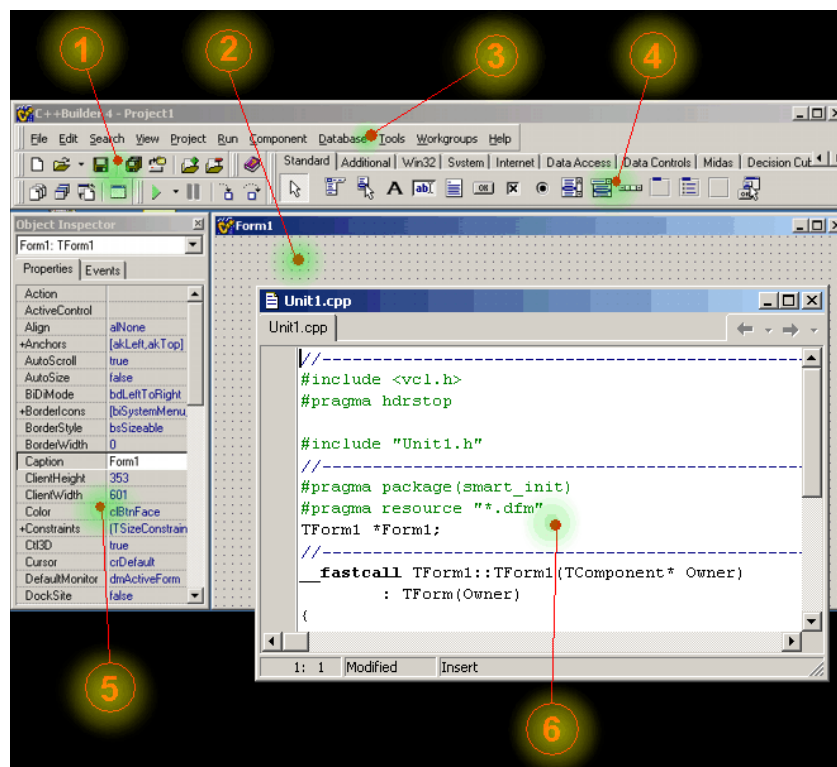 1
2
3
4
C++Builder 4 - Project1
File Edit Search View Project Run Component Database Tools Workgroups Help
Standard Additional Win32 System Internet Data Access Data Controls Midas Decision Cub
A ab OK
Object Inspector
Form1
Form1: TForm1
Properties Events
Action
ActiveControl
Align alNone
+Anchors [akLeft,akTop]
AutoScroll true
AutoSize false
BiDiMode bdLeftToRight
+BorderIcons [biSystemMenu,
BorderStyle bsSizeable
BorderWidth 0
Caption Form1
ClientHeight 353
ClientWidth 601
Color clBtnFace
+Constraints (TSizeConstrain
Ctl3D true
Cursor crDefault
DefaultMonitor dmActiveForm
DockSite false
Unit1.cpp
Unit1.cpp
//----------------------------------------------------
#include <vcl.h>
#pragma hdrstop
#include "Unit1.h"
//----------------------------------------------------
#pragma package(smart_init)
#pragma resource "*.dfm"
TForm1 *Form1;
//----------------------------------------------------
__fastcall TForm1::TForm1(TComponent* Owner)
: TForm(Owner)
{
1: 1 Modified Insert
5
6